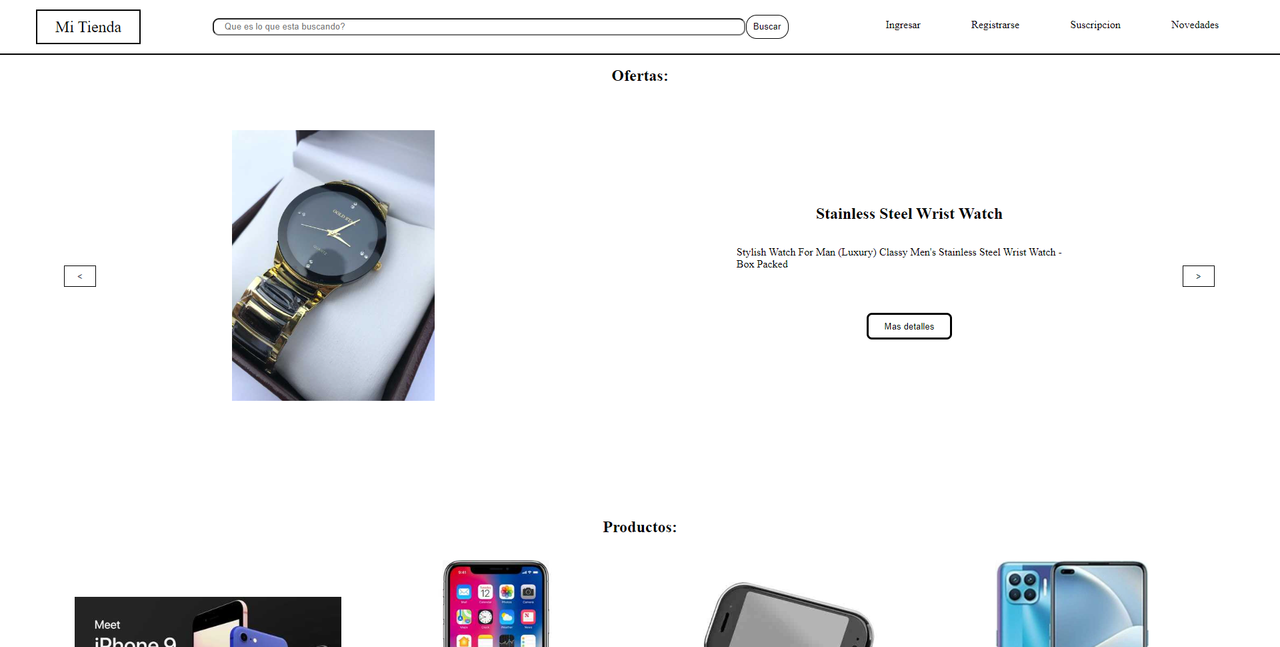 Mi Tienda
Que es lo que esta buscando?
Buscar
Ingresar
Registrarse
Suscripcion
Novedades
Ofertas:
<
Stainless Steel Wrist Watch
Stylish Watch For Man (Luxury) Classy Men's Stainless Steel Wrist Watch -
Box Packed
Mas detalles
>
Productos:
Meet
iPhone 9